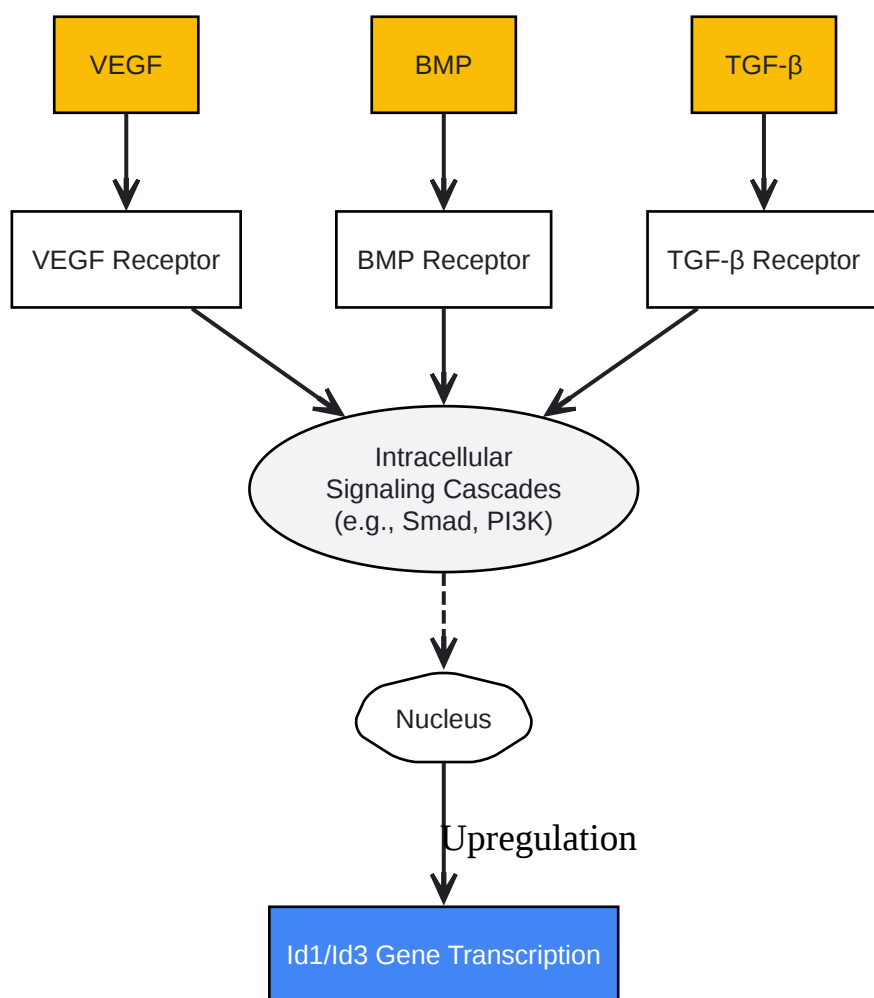 VEGF
BMP
TGF-β
VEGF Receptor
BMP Receptor
TGF-β Receptor
Intracellular
Signaling Cascades
(e.g., Smad, PI3K)
Nucleus
Upregulation
Id1/Id3 Gene Transcription